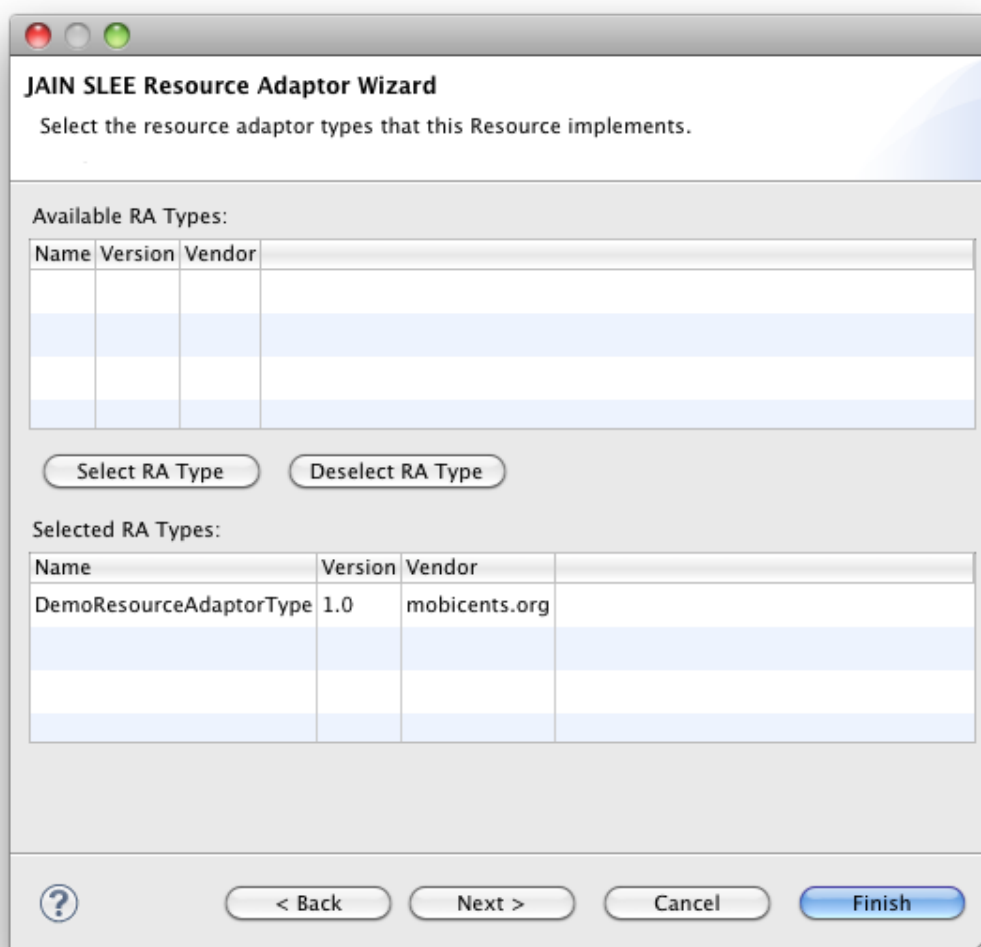 JAIN SLEE Resource Adaptor Wizard
Select the resource adaptor types that this Resource implements.
Available RA Types:
Name Version Vendor
Select RA Type Deselect RA Type
Selected RA Types:
Name Version Vendor
DemoResourceAdaptorType 1.0 mobicents.org
? < Back Next > Cancel Finish